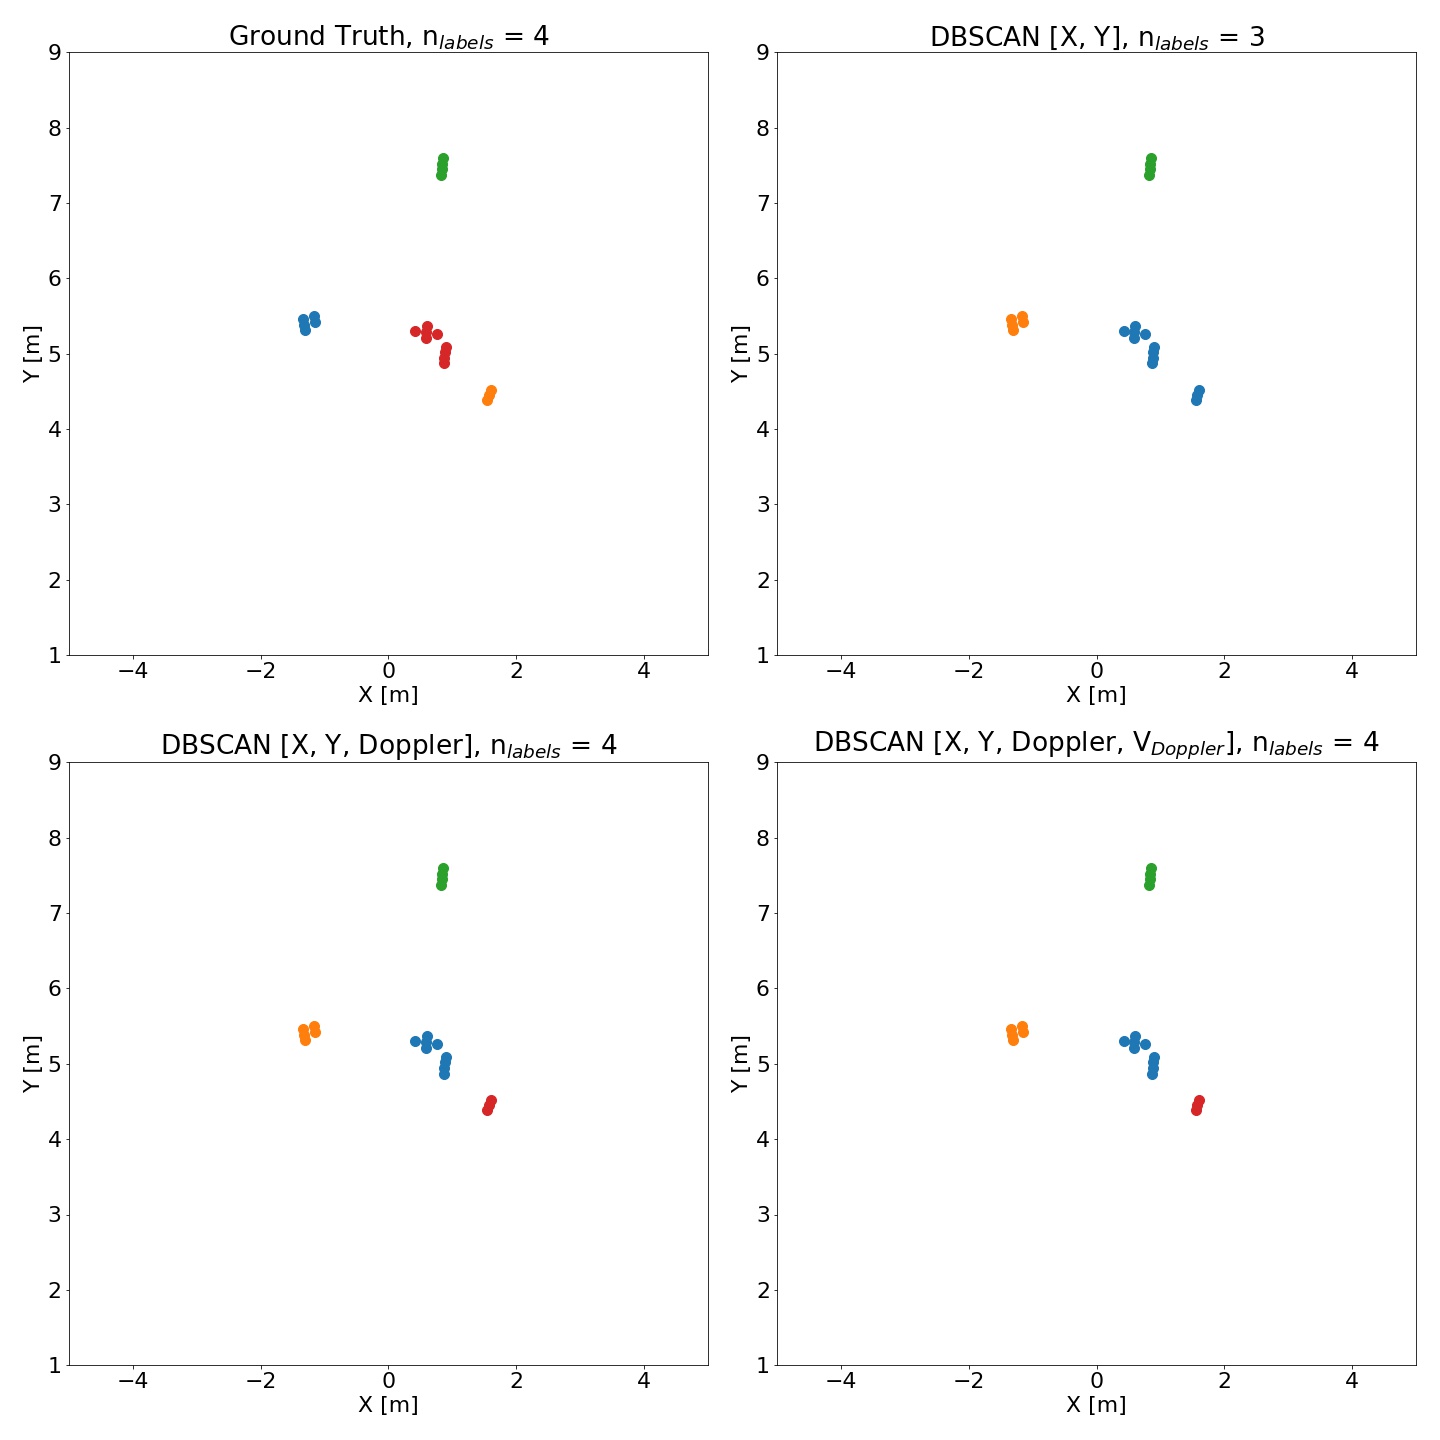 Ground Truth, n_labels = 4
9
8
7
6
5
4
3
2
1
Y [m]
−4 −2 0 2 4
X [m]
DBSCAN [X, Y], n_labels = 3
9
8
7
6
5
4
3
2
1
Y [m]
−4 −2 0 2 4
X [m]
DBSCAN [X, Y, Doppler], n_labels = 4
9
8
7
6
5
4
3
2
1
Y [m]
−4 −2 0 2 4
X [m]
DBSCAN [X, Y, Doppler, V_Doppler], n_labels = 4
9
8
7
6
5
4
3
2
1
Y [m]
−4 −2 0 2 4
X [m]